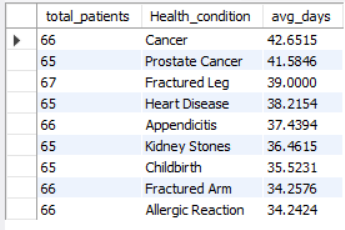 total_patients Health_condition avg_days
66 Cancer 42.6515
65 Prostate Cancer 41.5846
67 Fractured Leg 39.0000
65 Heart Disease 38.2154
66 Appendicitis 37.4394
65 Kidney Stones 36.4615
65 Childbirth 35.5231
66 Fractured Arm 34.2576
66 Allergic Reaction 34.2424